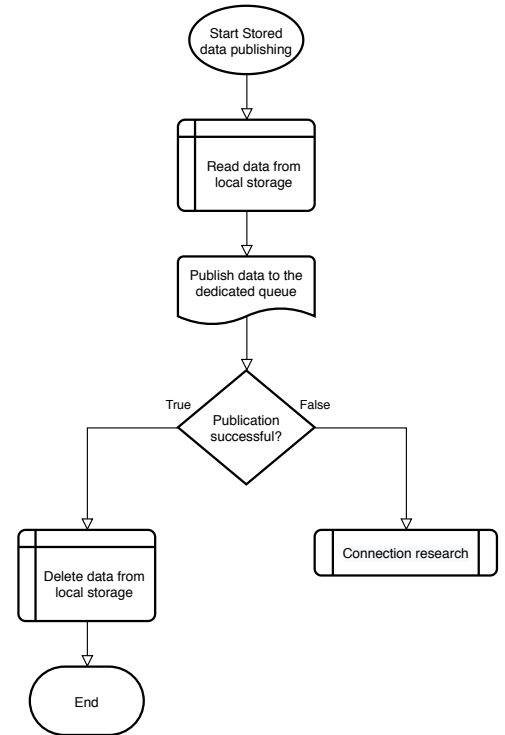 Start Stored
data publishing
Read data from
local storage
Publish data to the
dedicated queue
True
False
Publication
successful?
Connection research
Delete data from
local storage
End